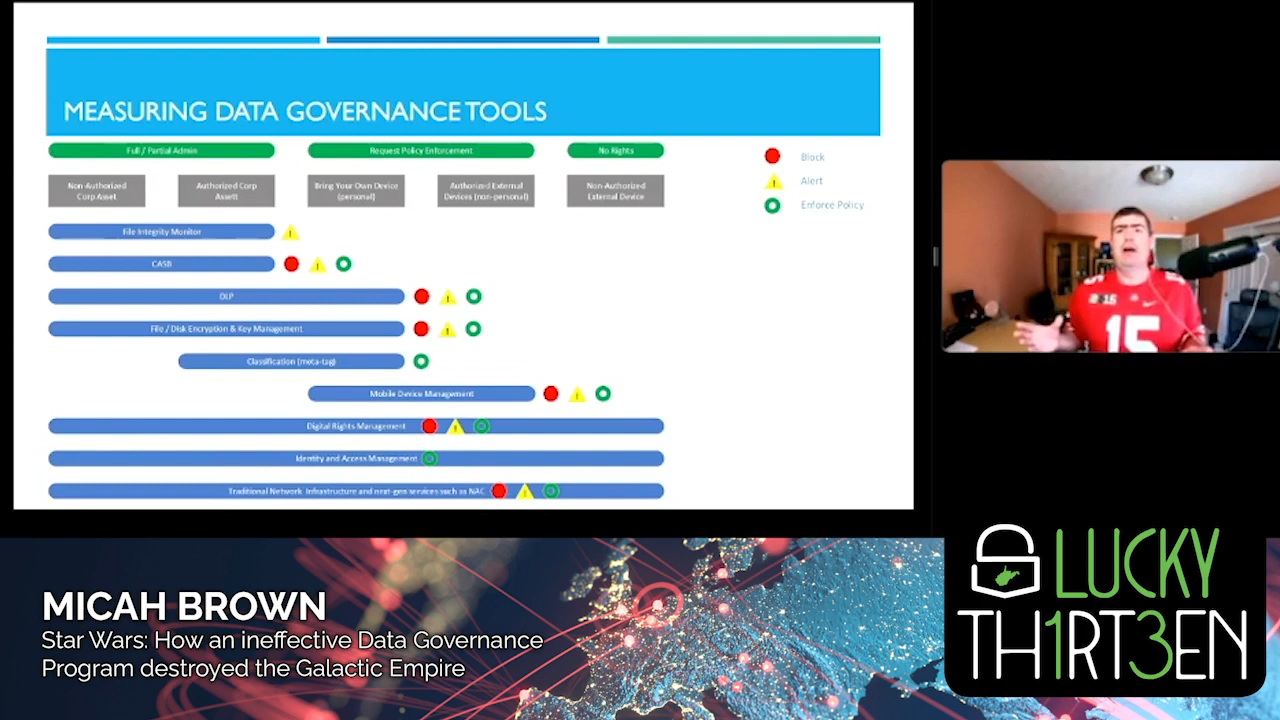 MEASURING DATA GOVERNANCE TOOLS
Full / Partial Admin
Request Policy Enforcement
No Rights
Non-Authorized
Corp Asset
Authorized Corp
Assett
Bring Your Own Device
(personal)
Authorized External
Devices (non-personal)
Non-Authorized
External Device
Block
Alert
Enforce Policy
File Integrity Monitor
CASB
DLP
File / Disk Encryption & Key Management
Classification (meta-tag)
Mobile Device Management
Digital Rights Management
Identity and Access Management
Traditional Network Infrastructure and next-gen services such as NAC
15
MICAH BROWN
Star Wars: How an ineffective Data Governance
Program destroyed the Galactic Empire
LUCKY
TH1RT3EN